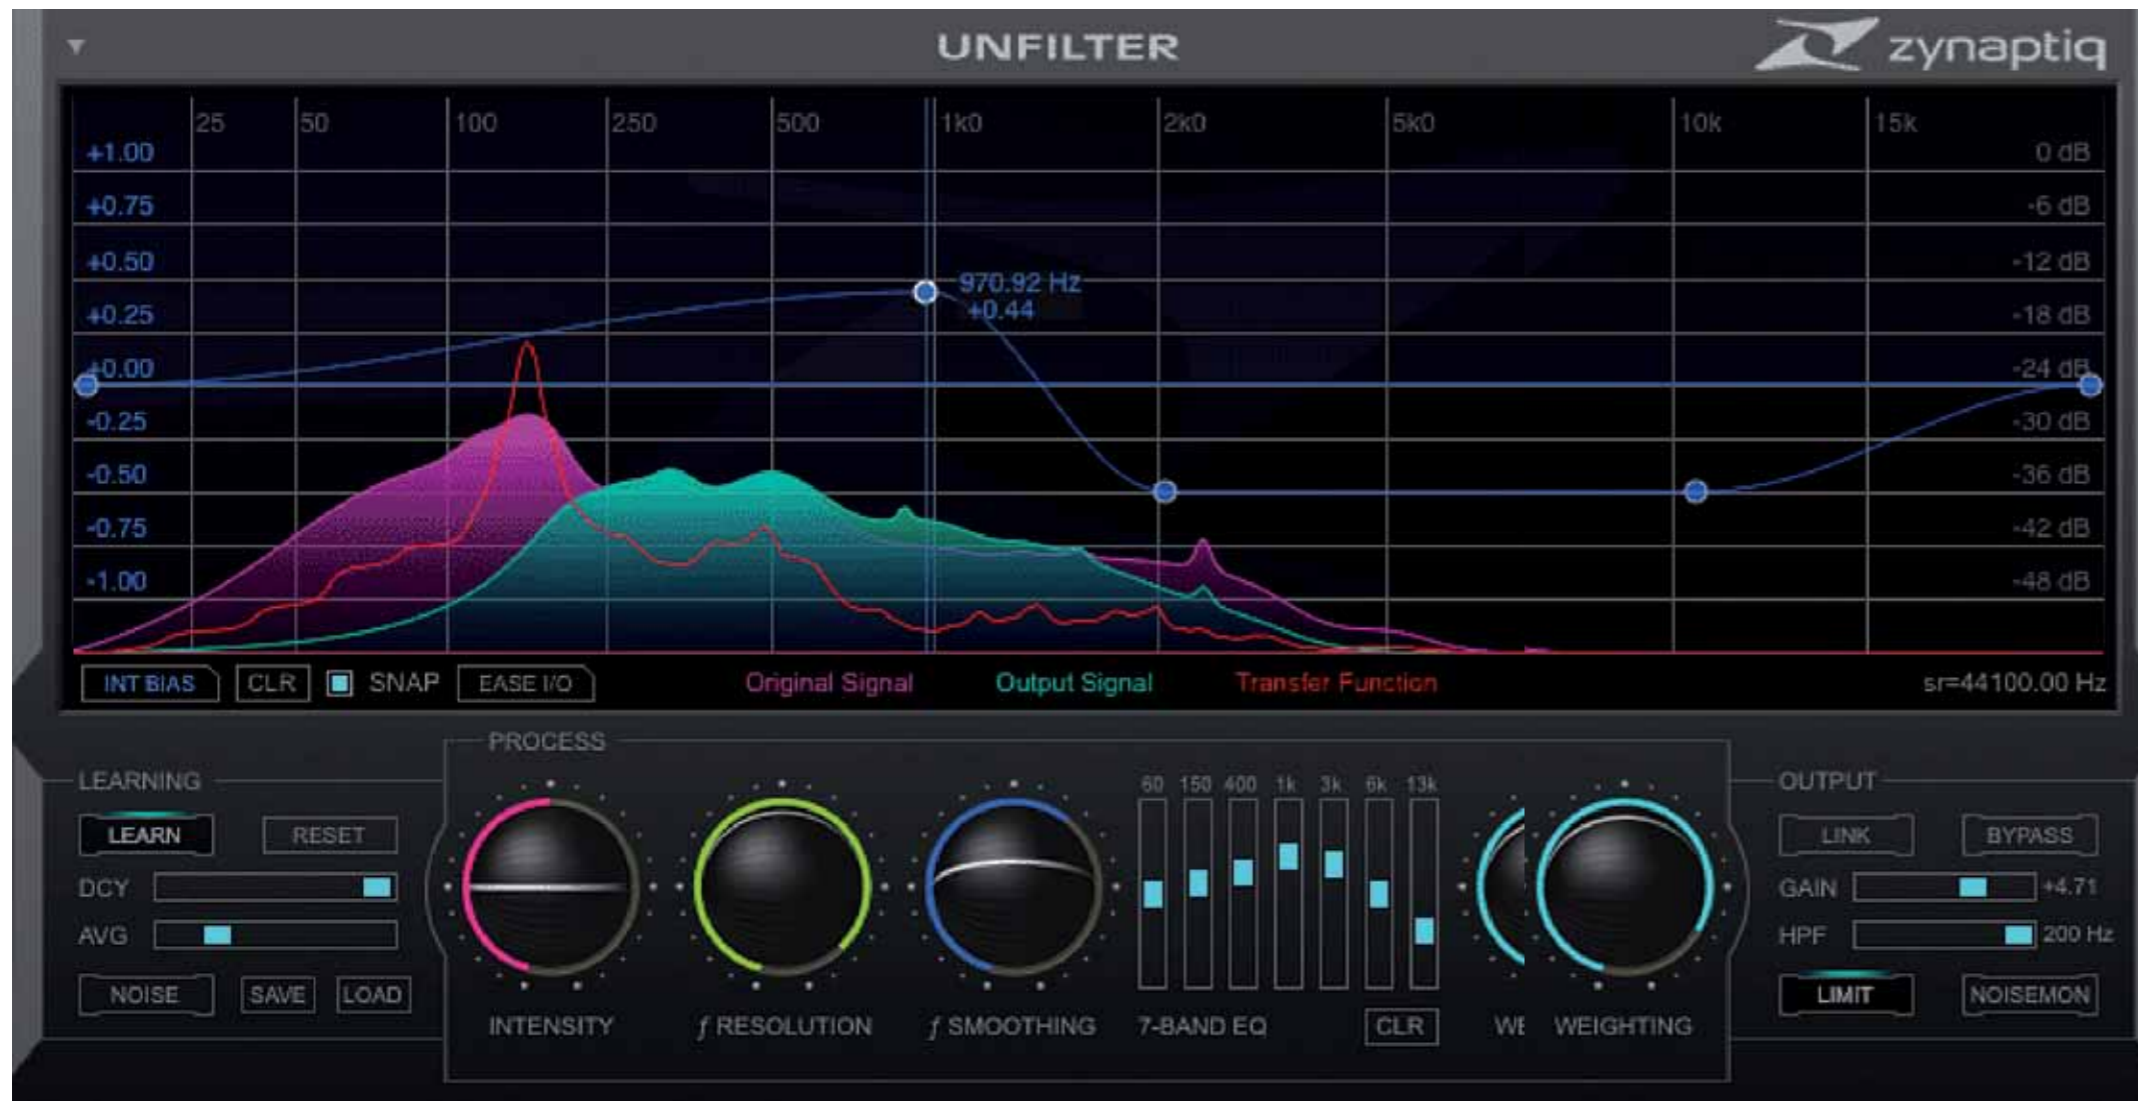 UNFILTER
zynaptiq
25 50 100 250 500 1k0 2k0 5k0 10k 15k
+1.00 0 dB
+0.75 -6 dB
+0.50 -12 dB
970.92 Hz
+0.44
+0.25 -18 dB
+0.00 -24 dB
-0.25 -30 dB
-0.50 -36 dB
-0.75 -42 dB
-1.00 -48 dB
INT BIAS CLR SNAP EASE I/O Original Signal Output Signal Transfer Function sr=44100.00 Hz
LEARNING
LEARN RESET
DCY
AVG
NOISE SAVE LOAD
PROCESS
60 150 400 1k 3k 6k 13k
INTENSITY f RESOLUTION f SMOOTHING 7-BAND EQ CLR WE WEIGHTING
OUTPUT
LINK BYPASS
GAIN +4.71
HPF 200 Hz
LIMIT NOISEMON